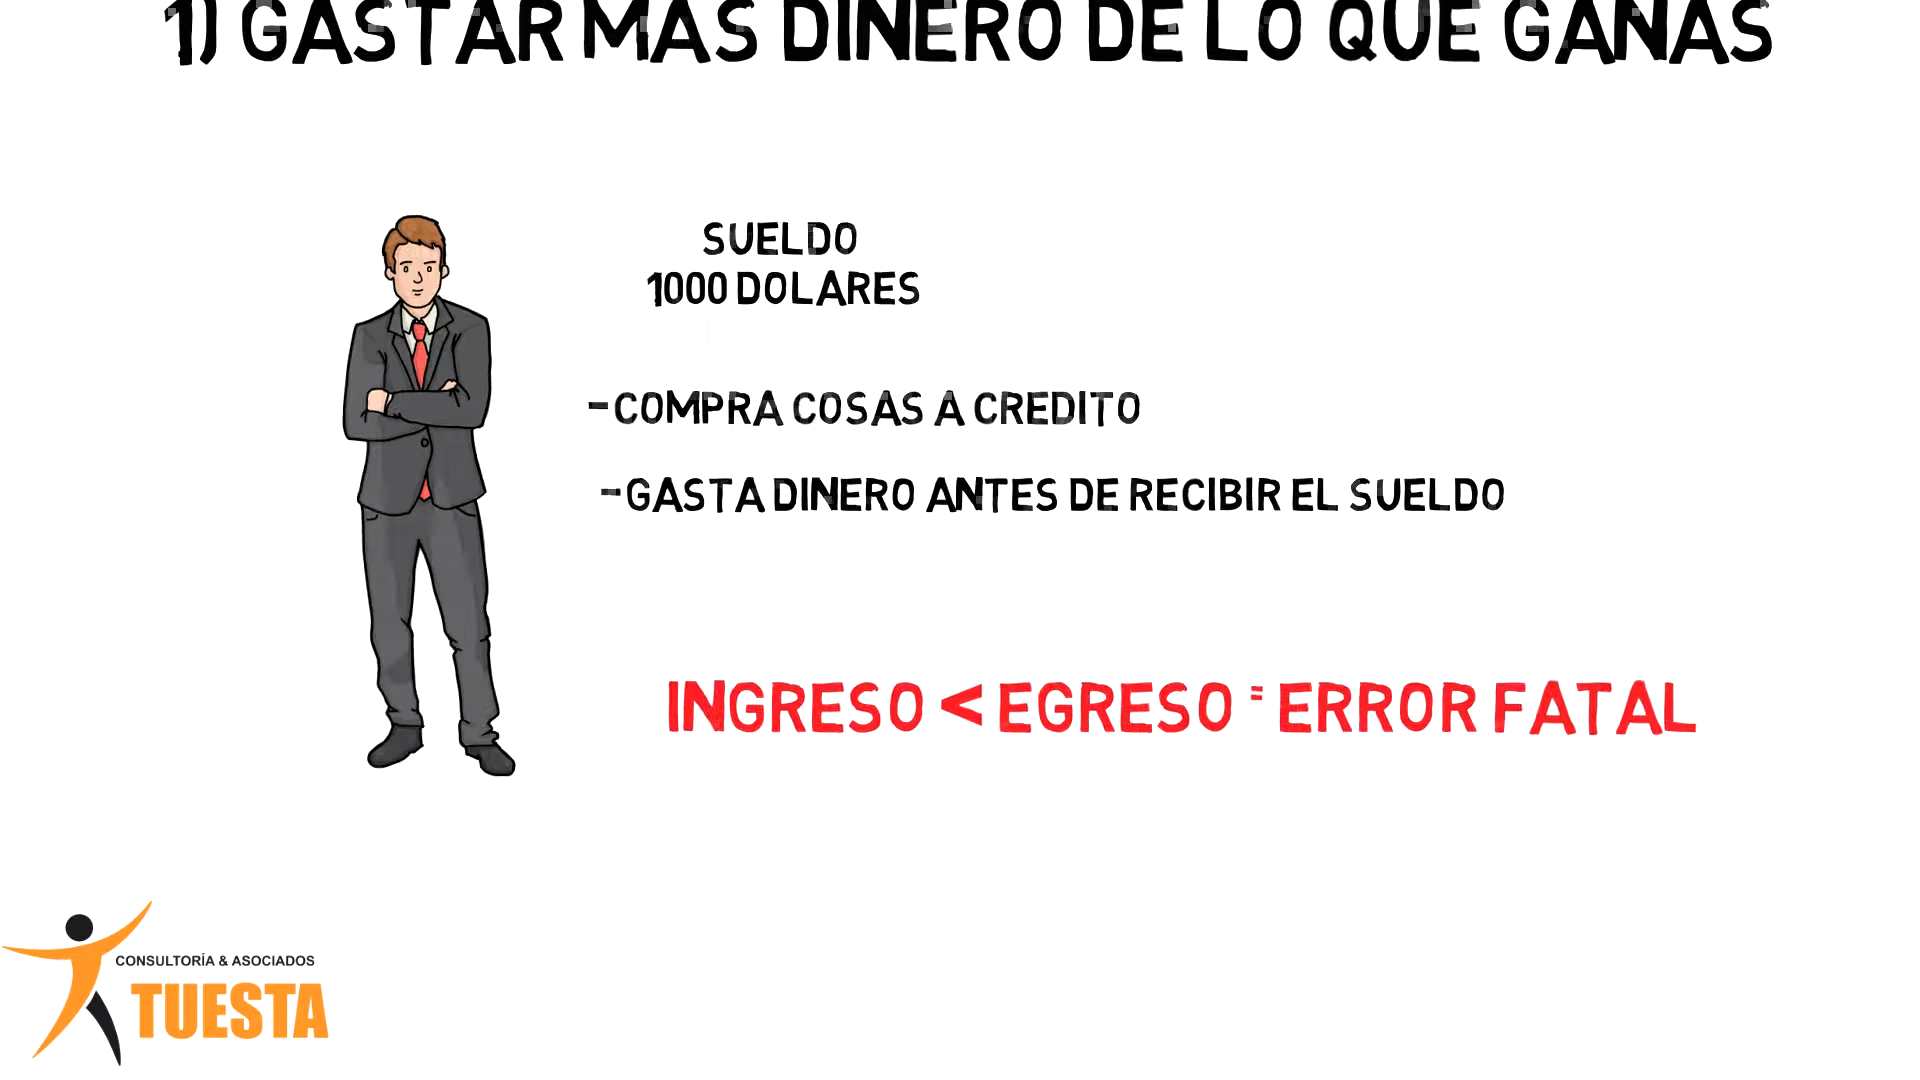 1) GASTAR MAS DINERO DE LO QUE GANAS
SUELDO
1000 DOLARES
-COMPRA COSAS A CREDITO
-GASTA DINERO ANTES DE RECIBIR EL SUELDO
INGRESO < EGRESO = ERROR FATAL
CONSULTORÍA & ASOCIADOS
TUESTA